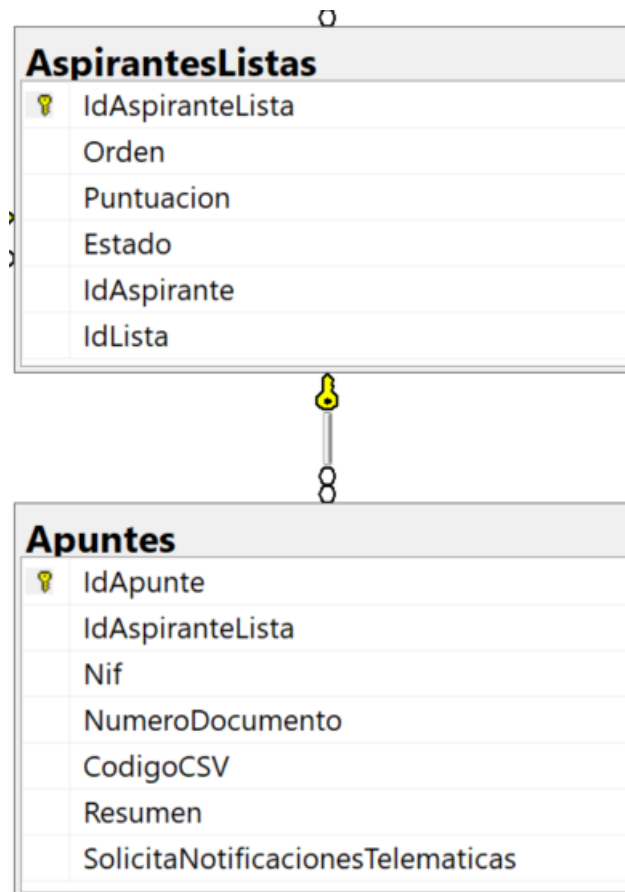 AspirantesListas
IdAspiranteLista
Orden
Puntuacion
Estado
IdAspirante
IdLista
Apuntes
IdApunte
IdAspiranteLista
Nif
NumeroDocumento
CodigoCSV
Resumen
SolicitaNotificacionesTelematicas